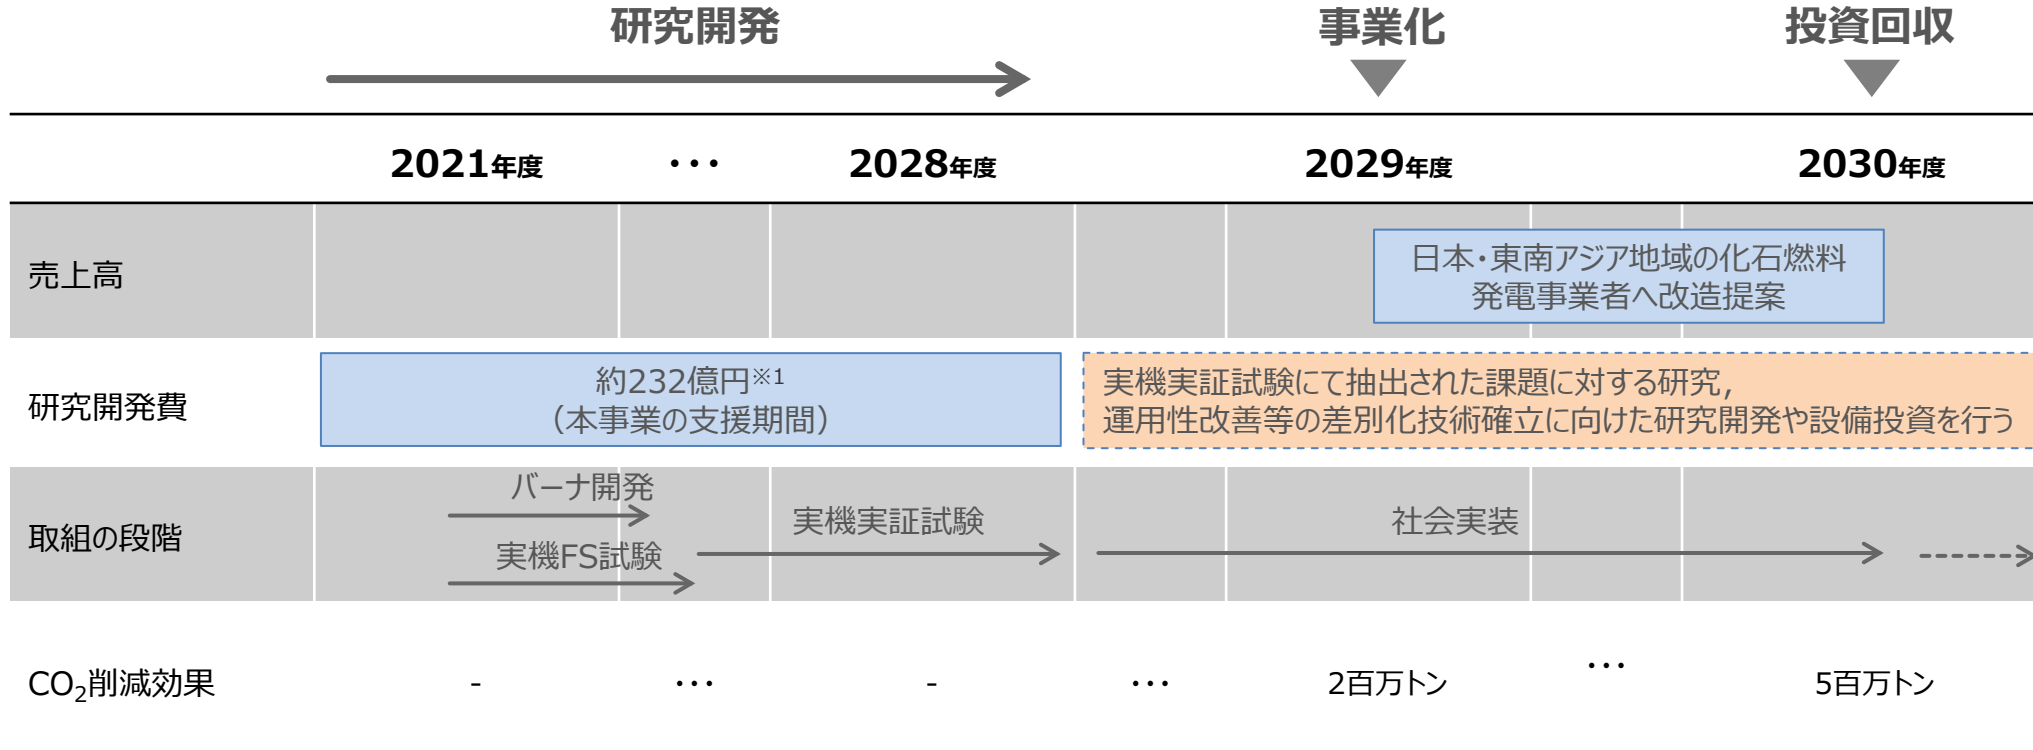 研究開発 事業化 投資回収
2021年度 ・・・ 2028年度 2029年度 2030年度
売上高
日本・東南アジア地域の化石燃料
発電事業者へ改造提案
研究開発費
約232億円※1
（本事業の支援期間）
実機実証試験にて抽出された課題に対する研究，
運用性改善等の差別化技術確立に向けた研究開発や設備投資を行う
取組の段階
バーナ開発
実機FS試験
実機実証試験
社会実装
CO2削減効果 - ・・・ - ・・・ 2百万トン ・・・ 5百万トン